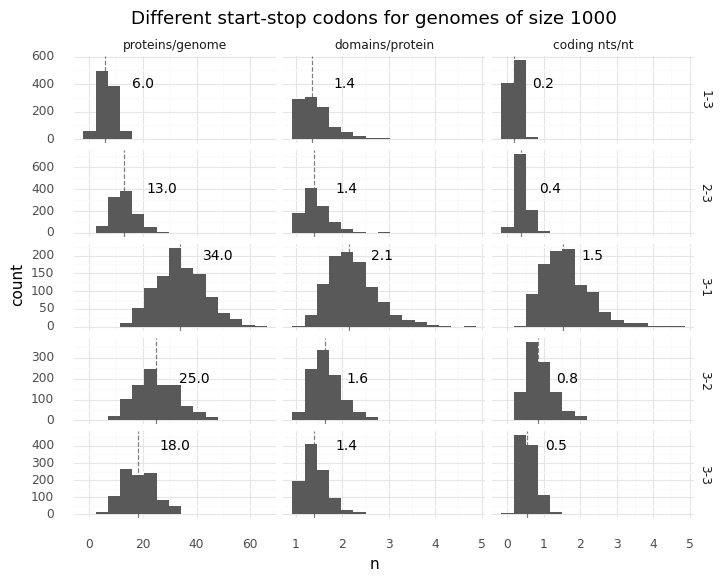 Different start-stop codons for genomes of size 1000
proteins/genome domains/protein coding nts/nt
600
400
200
0
6.0 1.4 0.2
1-3
600
400
200
0
13.0 1.4 0.4
2-3
200
150
100
50
0
34.0 2.1 1.5
3-1
300
200
100
0
25.0 1.6 0.8
3-2
400
300
200
100
0
18.0 1.4 0.5
3-3
count
0 20 40 60 1 2 3 4 5 0 1 2 3 4 5
n